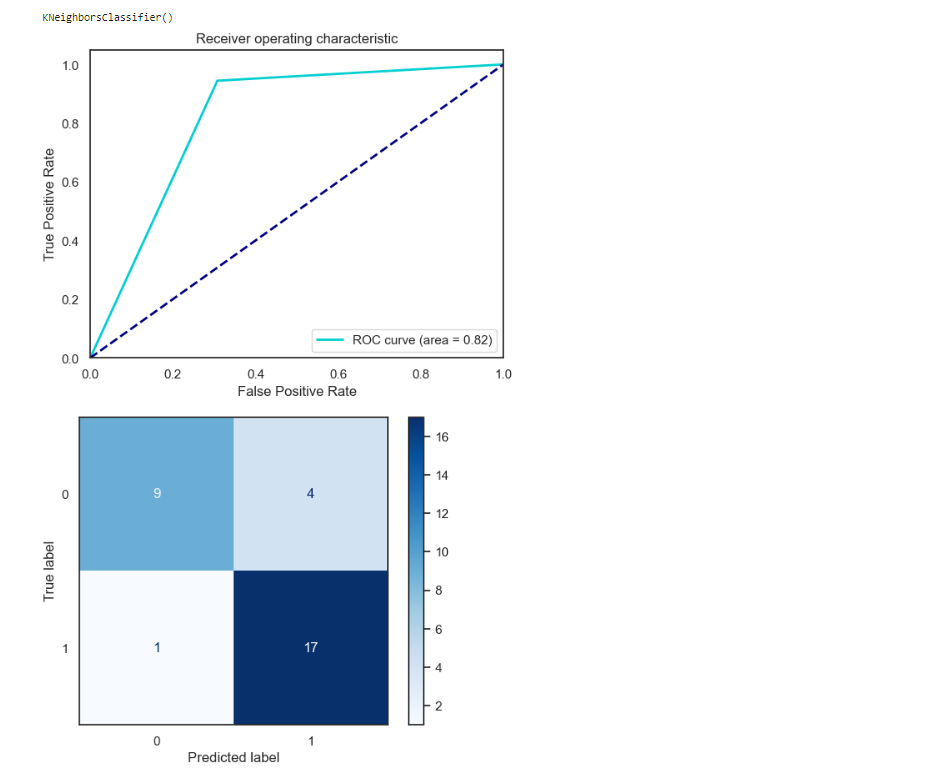 KNeighborsClassifier()
Receiver operating characteristic
True Positive Rate
1.0
0.8
0.6
0.4
0.2
0.0
ROC curve (area = 0.82)
0.0 0.2 0.4 0.6 0.8 1.0
False Positive Rate
True label
0
1
9 4
1 17
0 1
Predicted label
16
14
12
10
8
6
4
2